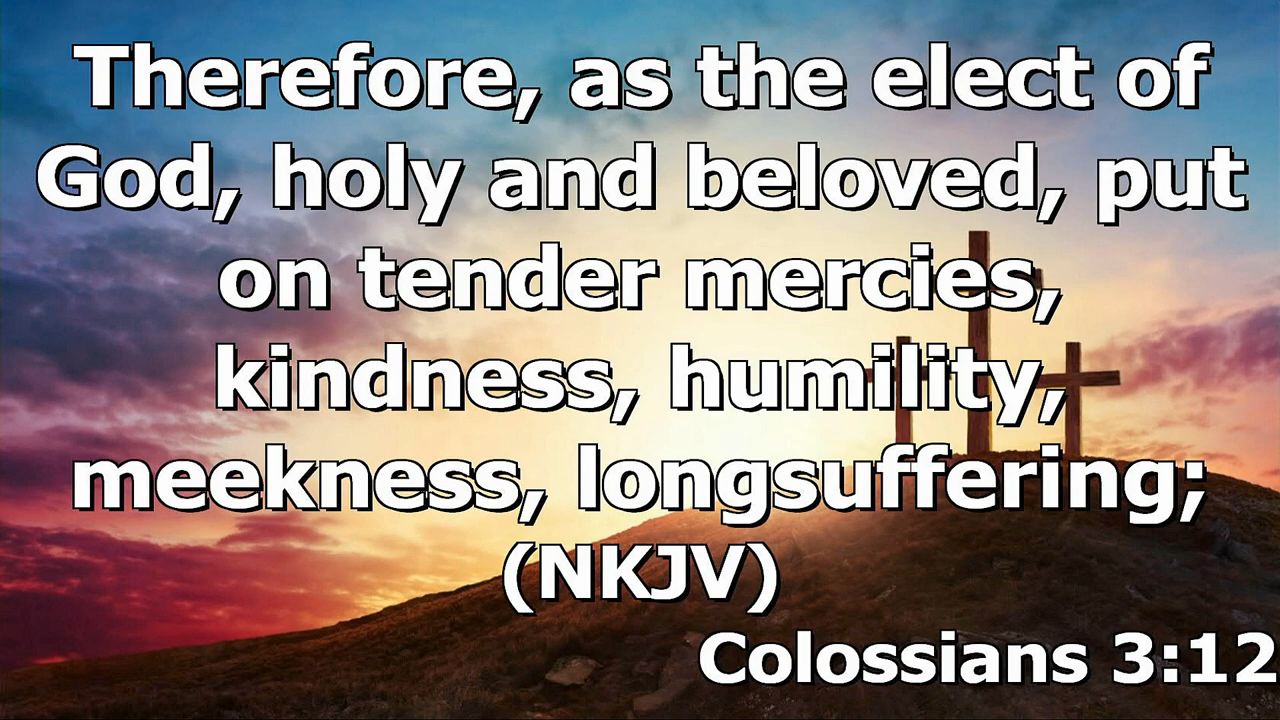 Therefore, as the elect of
God, holy and beloved, put
on tender mercies,
kindness, humility,
meekness, longsuffering;
(NKJV)
Colossians 3:12